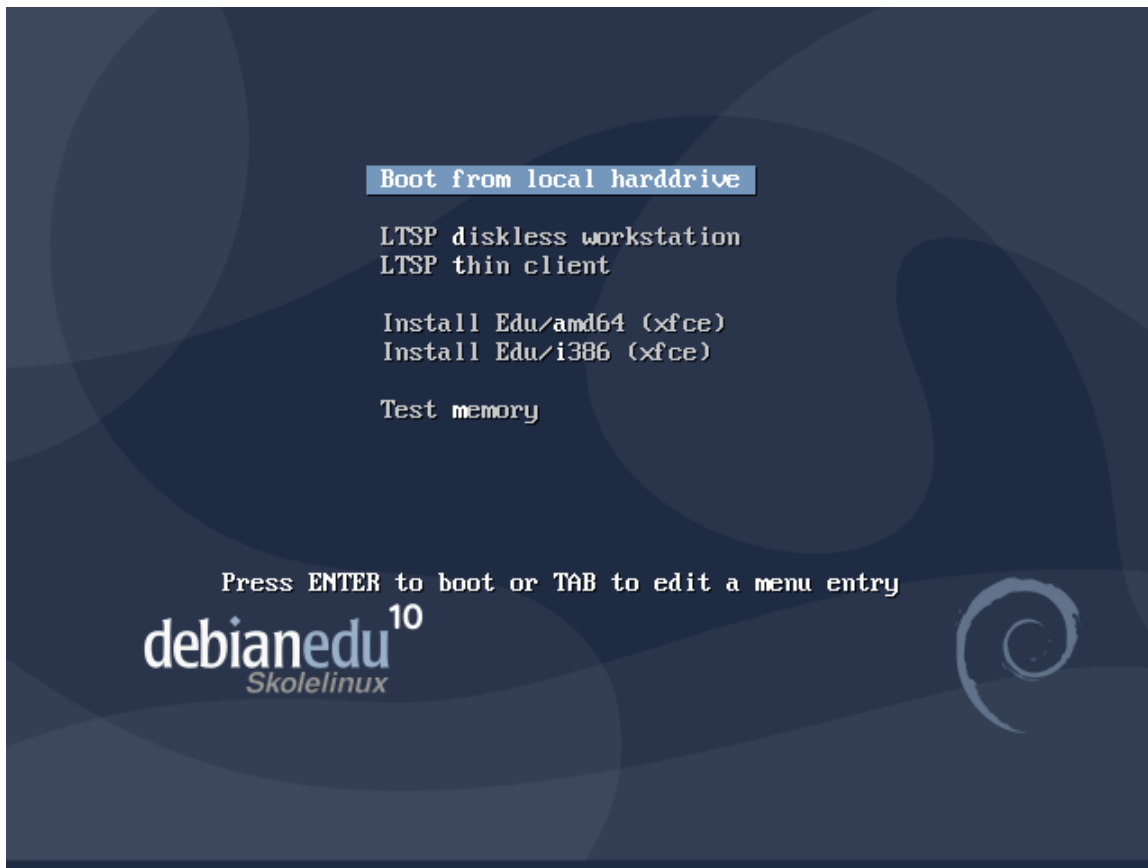 Boot from local harddrive
LTSP diskless workstation
LTSP thin client
Install Edu/amd64 (xfce)
Install Edu/i386 (xfce)
Test memory
Press ENTER to boot or TAB to edit a menu entry
debianedu 10
Skolelinux